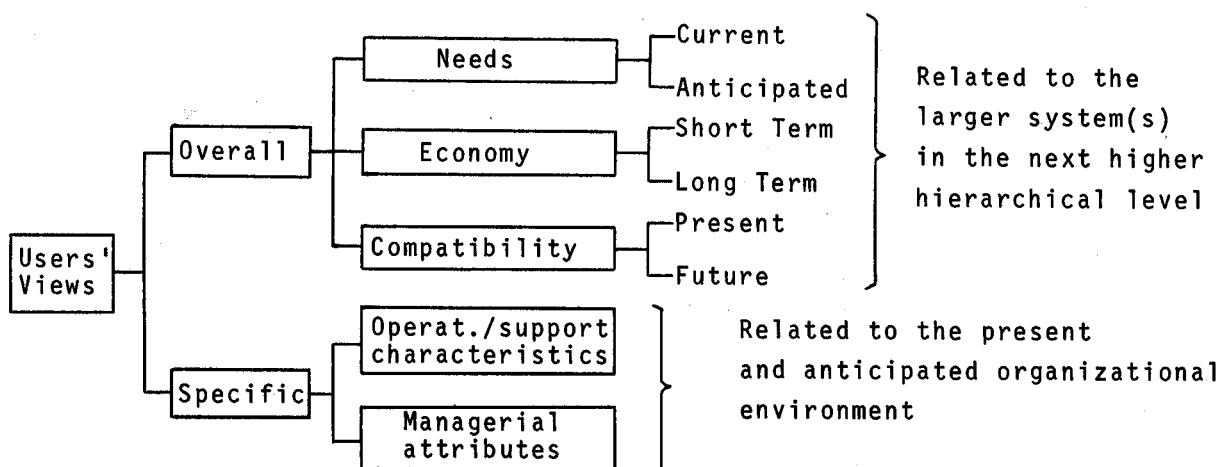 Users'
Views
Overall
Specific
Needs
Economy
Compatibility
Operat./support
characteristics
Managerial
attributes
Current
Anticipated
Short Term
Long Term
Present
Future
Related to the
larger system(s)
in the next higher
hierarchical level
Related to the present
and anticipated organizational
environment